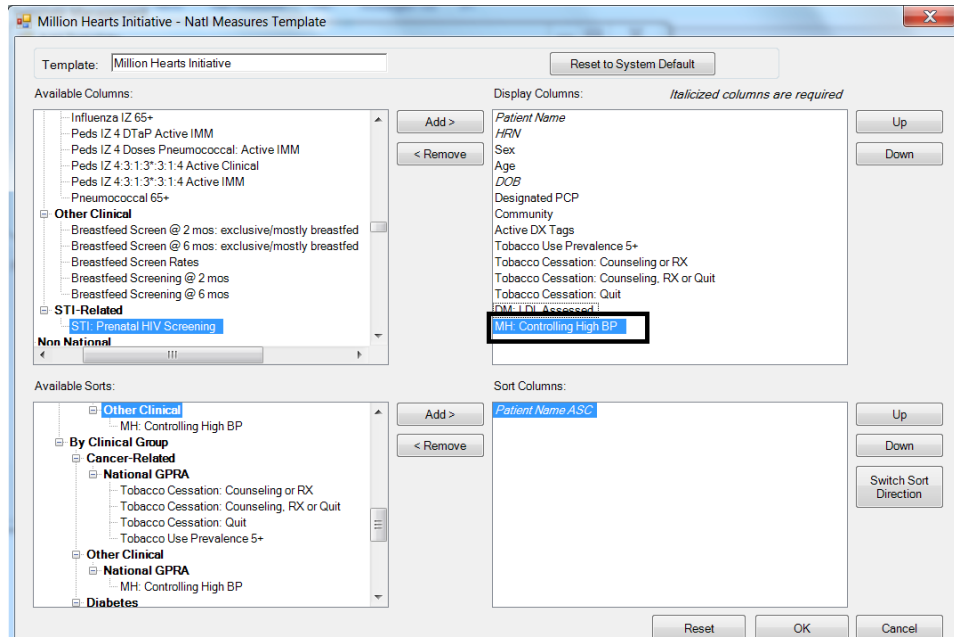 Million Hearts Initiative - Natl Measures Template
X
Template: Million Hearts Initiative
Reset to System Default
Available Columns:
Influenza IZ 65+
Peds IZ 4 DTaP Active IMM
Peds IZ 4 Doses Pneumococcal: Active IMM
Peds IZ 4:3:1:3*:3:1:4 Active Clinical
Peds IZ 4:3:1:3*:3:1:4 Active IMM
Pneumococcal 65+
Other Clinical
Breastfeed Screen @ 2 mos: exclusive/mostly breastfed
Breastfeed Screen @ 6 mos: exclusive/mostly breastfed
Breastfeed Screen Rates
Breastfeed Screening @ 2 mos
Breastfeed Screening @ 6 mos
STI-Related
STI: Prenatal HIV Screening
Non National
Add >
< Remove
Display Columns:
Italicized columns are required
Patient Name
HRN
Sex
Age
DOB
Designated PCP
Community
Active DX Tags
Tobacco Use Prevalence 5+
Tobacco Cessation: Counseling or RX
Tobacco Cessation: Counseling, RX or Quit
Tobacco Cessation: Quit
DM: LDL Assessed
MH: Controlling High BP
Up
Down
Available Sorts:
Other Clinical
MH: Controlling High BP
By Clinical Group
Cancer-Related
National GPRA
Tobacco Cessation: Counseling or RX
Tobacco Cessation: Counseling, RX or Quit
Tobacco Cessation: Quit
Tobacco Use Prevalence 5+
Other Clinical
National GPRA
MH: Controlling High BP
Diabetes
Add >
< Remove
Sort Columns:
Patient Name ASC
Up
Down
Switch Sort
Direction
Reset
OK
Cancel